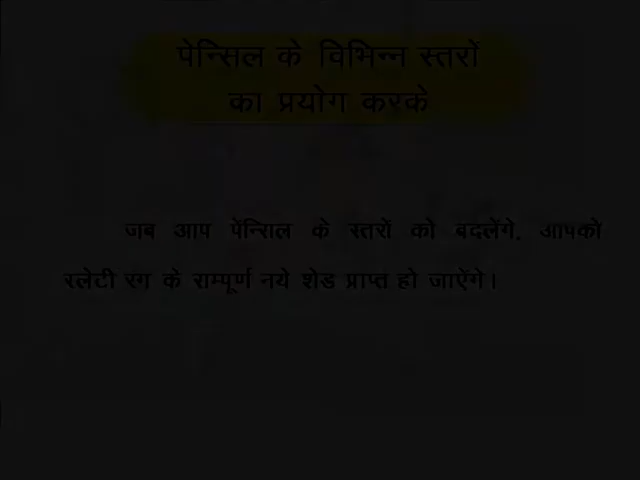 पेन्सिल के विभिन्न स्तरों
का प्रयोग करके
जब आप पेंन्सिल के स्तरों को बदलेंगे, आपको
स्लेटी रंग के सम्पूर्ण नये शेड प्राप्त हो जाऐंगे।